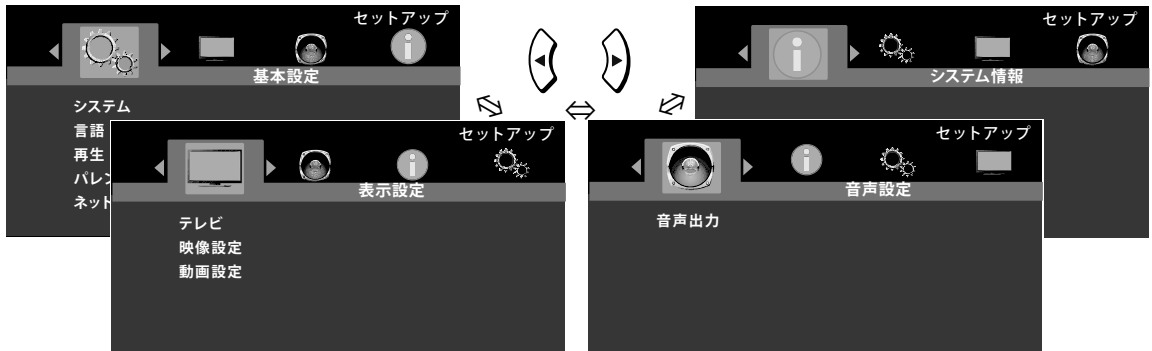 セットアップ
基本設定
システム
言語
再生
パレン
ネット
セットアップ
表示設定
テレビ
映像設定
動画設定
セットアップ
音声設定
音声出力
セットアップ
システム情報